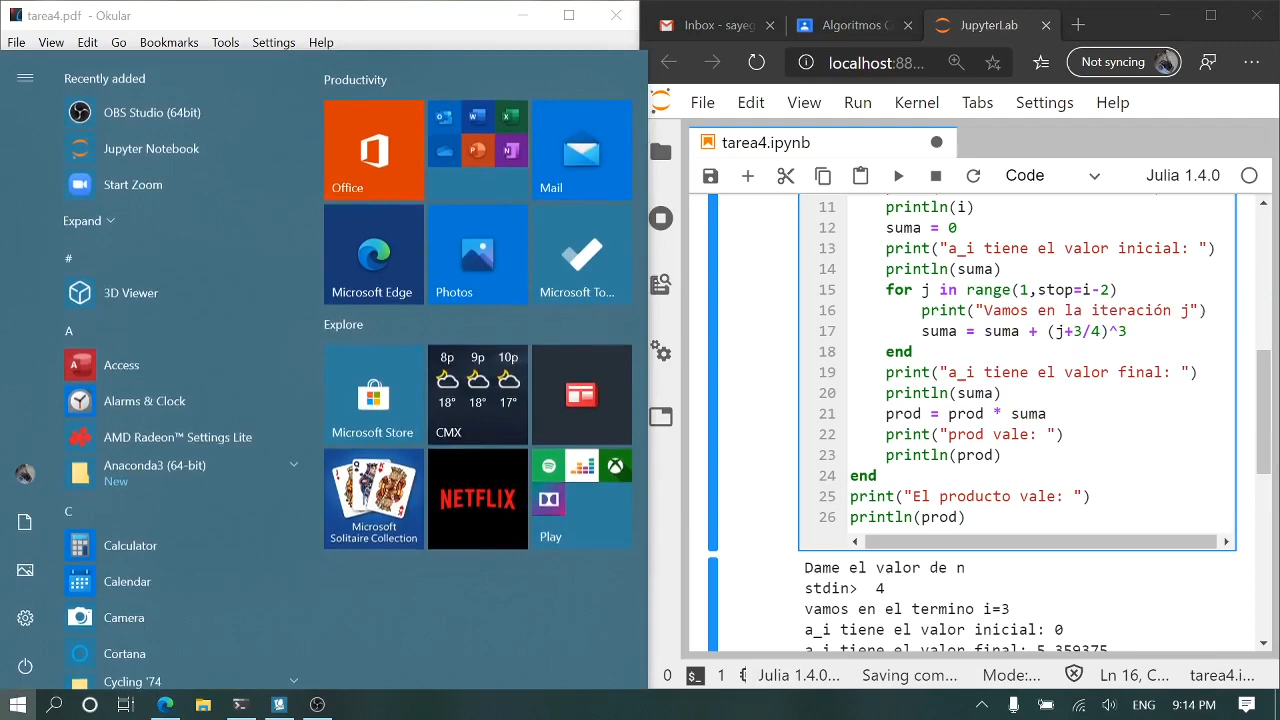 tarea4.pdf - Okular
File View Edit Go Bookmarks Tools Settings Help
Recently added
OBS Studio (64bit)
Jupyter Notebook
Start Zoom
Expand
#
3D Viewer
A
Access
Alarms & Clock
AMD Radeon™ Settings Lite
Anaconda3 (64-bit)
New
C
Calculator
Calendar
Camera
Cortana
Cycling '74
Productivity
Office
Mail
Microsoft Edge
Photos
Microsoft To...
Explore
Microsoft Store
8p 9p 10p
18° 18° 17°
CMX
Microsoft
Solitaire Collection
NETFLIX
Play
Inbox - sayeg
Algoritmos G
JupyterLab
localhost:88...
Not syncing
File Edit View Run Kernel Tabs Settings Help
tarea4.ipynb
Code
Julia 1.4.0
11 println(i)
12 suma = 0
13 print("a_i tiene el valor inicial: ")
14 println(suma)
15 for j in range(1,stop=i-2)
16 print("Vamos en la iteración j")
17 suma = suma + (j+3/4)^3
18 end
19 print("a_i tiene el valor final: ")
20 println(suma)
21 prod = prod * suma
22 print("prod vale: ")
23 println(prod)
24 end
25 print("El producto vale: ")
26 println(prod)
Dame el valor de n
stdin> 4
vamos en el termino i=3
a_i tiene el valor inicial: 0
a_i tiene el valor final: 5.359375
0 $_ 1 Julia 1.4.0... Saving com... Mode:... Ln 16, C... tarea4.i...
ENG 9:14 PM